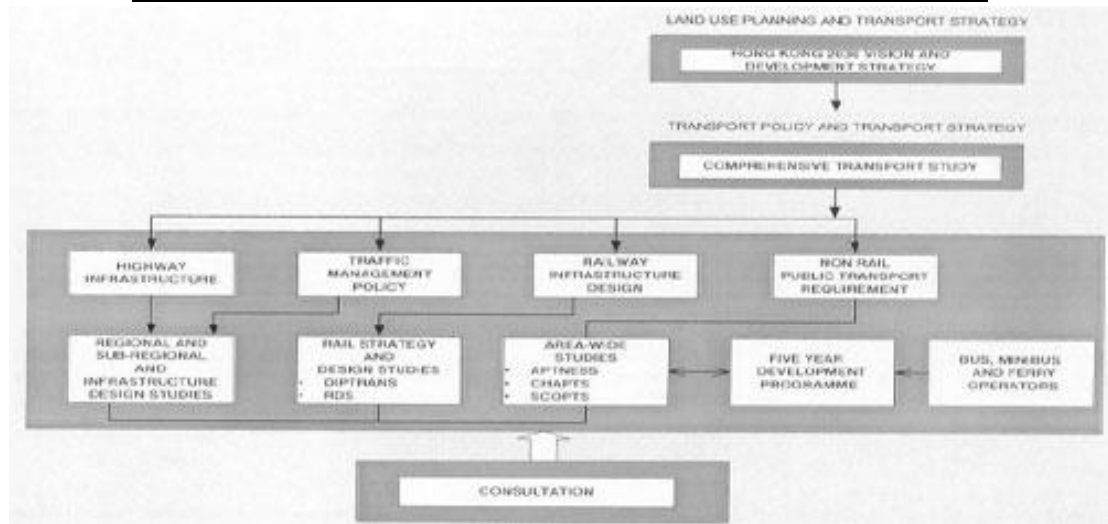 LAND USE PLANNING AND TRANSPORT STRATEGY
HONG KONG 2030 VISION AND
DEVELOPMENT STRATEGY
TRANSPORT POLICY AND TRANSPORT STRATEGY
COMPREHENSIVE TRANSPORT STUDY
HIGHWAY
INFRASTRUCTURE
TRAFFIC
MANAGEMENT
POLICY
RAILWAY
INFRASTRUCTURE
DESIGN
NON RAIL
PUBLIC TRANSPORT
REQUIREMENT
REGIONAL AND
SUB-REGIONAL
AND
INFRASTRUCTURE
DESIGN STUDIES
RAIL STRATEGY
AND
DESIGN STUDIES
• DIPTRANS
• RDS
AREA-WIDE
STUDIES
• APTNESS
• CHAPTS
• SCOPTS
FIVE YEAR
DEVELOPMENT
PROGRAMME
BUS, MINIBUS
AND FERRY
OPERATORS
CONSULTATION